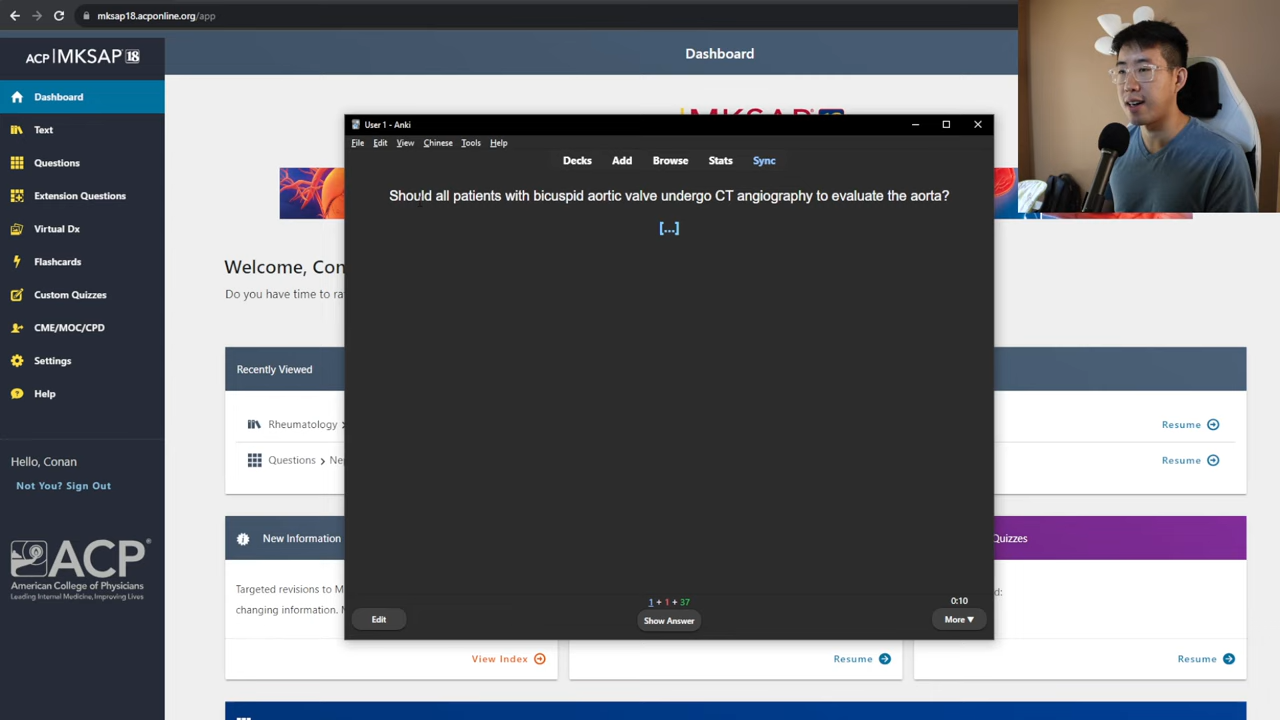 mksap18.acponline.org/app
ACP MKSAP® 18
Dashboard
Dashboard
Text
Questions
Extension Questions
Virtual Dx
Flashcards
Custom Quizzes
CME/MOC/CPD
Settings
Help
Hello, Conan
Not You? Sign Out
ACP®
American College of Physicians
Leading Internal Medicine, Improving Lives
User 1 - Anki
File Edit View Chinese Tools Help
Decks Add Browse Stats Sync
Should all patients with bicuspid aortic valve undergo CT angiography to evaluate the aorta?
[...]
1 + 1 + 37
0:10
Edit
Show Answer
More ▼
Welcome,
Do you have time to
Recently Viewed
Rheumatology >
Resume
Questions >
Resume
New Information
Quizzes
Targeted revisions to
changing information.
View Index
Resume
Resume